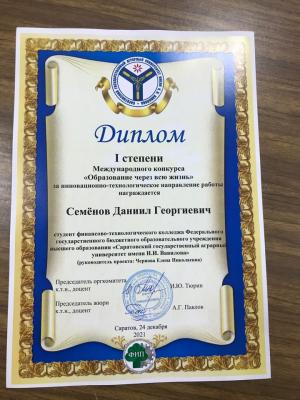 Диплом
I степени
Международного конкурса
«Образование через всю жизнь»
за инновационно-технологическое направление работы
награждается
Семёнов Даниил Георгиевич
студент финансово-технологического колледжа Федерального
государственного бюджетного образовательного учреждения
высшего образования «Саратовский государственный аграрный
университет имени Н.И. Вавилова»
(руководитель проекта: Чернова Елена Николаевна)
Председатель оргкомитета
к.т.н., доцент И.Ю. Тюрин
Председатель жюри
к.т.н., доцент А.Г. Павлов
Саратов, 24 декабря
2021
ФИП